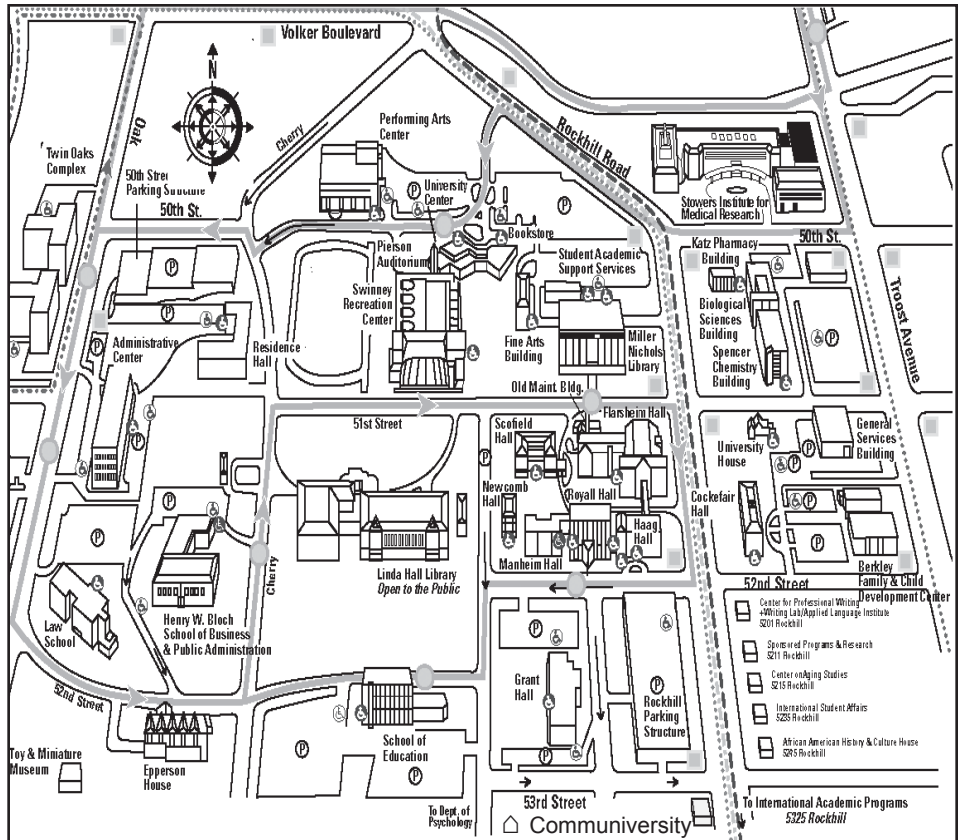 Volker Boulevard
N
Oak
Cherry
Performing Arts
Center
Rockhill Road
Twin Oaks
Complex
50th Street
Parking Structure
50th St.
University
Center
P
Bookstore
Stowers Institute for
Medical Research
50th St.
Pierson
Auditorium
Student Academic
Support Services
Katz Pharmacy
Building
Swinney
Recreation
Center
Biological
Sciences
Building
Troost Avenue
Administrative
Center
Residence
Hall
Fine Arts
Building
Miller
Nichols
Library
Spencer
Chemistry
Building
Old Maint. Bldg.
51st Street
Scofield
Hall
Flarsheim Hall
University
House
General
Services
Building
Newcomb
Hall
Royall Hall
Cockefair
Hall
Haag
Hall
Manheim Hall
Linda Hall Library
Open to the Public
Cherry
52nd Street
Berkley
Family & Child
Development Center
Law
School
Henry W. Bloch
School of Business
& Public Administration
Center for Professional Writing
+Writing Lab/Applied Language Institute
5201 Rockhill
Sponsored Programs & Research
5211 Rockhill
Center on Aging Studies
5215 Rockhill
International Student Affairs
5235 Rockhill
African American History & Culture House
5245 Rockhill
52nd Street
Grant
Hall
Rockhill
Parking
Structure
School of
Education
Toy & Miniature
Museum
Epperson
House
To Dept. of
Psychology
53rd Street
Communiversity
To International Academic Programs
5325 Rockhill